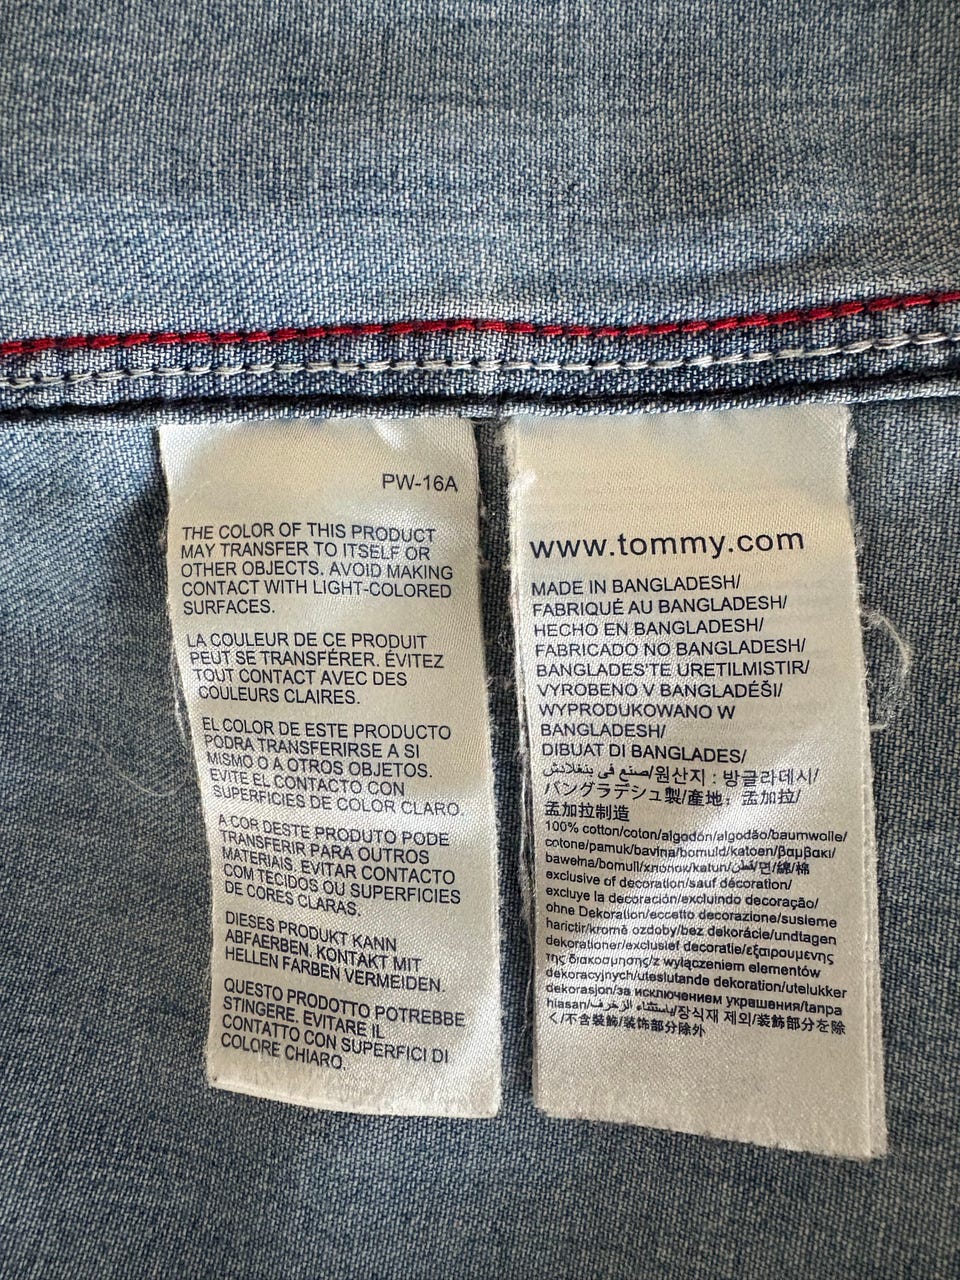 PW-16A
THE COLOR OF THIS PRODUCT
MAY TRANSFER TO ITSELF OR
OTHER OBJECTS. AVOID MAKING
CONTACT WITH LIGHT-COLORED
SURFACES.
LA COULEUR DE CE PRODUIT
PEUT SE TRANSFÉRER. ÉVITEZ
TOUT CONTACT AVEC DES
COULEURS CLAIRES.
EL COLOR DE ESTE PRODUCTO
PODRA TRANSFERIRSE A SI
MISMO O A OTROS OBJETOS.
EVITE EL CONTACTO CON
SUPERFICIES DE COLOR CLARO.
A COR DESTE PRODUTO PODE
TRANSFERIR PARA OUTROS
MATERIAIS. EVITAR CONTACTO
COM TECIDOS OU SUPERFICIES
DE CORES CLARAS.
DIESES PRODUKT KANN
ABFAERBEN. KONTAKT MIT
HELLEN FARBEN VERMEIDEN.
QUESTO PRODOTTO POTREBBE
STINGERE. EVITARE IL
CONTATTO CON SUPERFICI DI
COLORE CHIARO.
www.tommy.com
MADE IN BANGLADESH/
FABRIQUÉ AU BANGLADESH/
HECHO EN BANGLADESH/
FABRICADO NO BANGLADESH/
BANGLADES'TE URETILMISTIR/
VYROBENO V BANGLADÉŠI/
WYPRODUKOWANO W
BANGLADESH/
DIBUAT DI BANGLADES/
صنع في بنغلادش/원산지 : 방글라데시/
バングラデシュ製/產地：孟加拉/
孟加拉制造
100% cotton/coton/algodón/algodão/baumwolle/
cotone/pamuk/bavlna/bomuld/katoen/βαμβακι/
bawełna/bomull/хлопок/katun/قطن/면/綿/棉
exclusive of decoration/sauf décoration/
excluye la decoración/excluindo decoração/
ohne Dekoration/eccetto decorazione/susleme
harictir/kromě ozdoby/bez dekorácie/undtagen
dekorationer/exclusief decoratie/εξαιρουμενης
της διακοσμησης/z wyłączeniem elementów
dekoracyjnych/uteslutande dekoration/utelukker
dekorasjon/за исключением украшения/tanpa
hiasan/باستثناء الزخرف/장식재 제외/装飾部分を除
く/不含裝飾/装饰部分除外